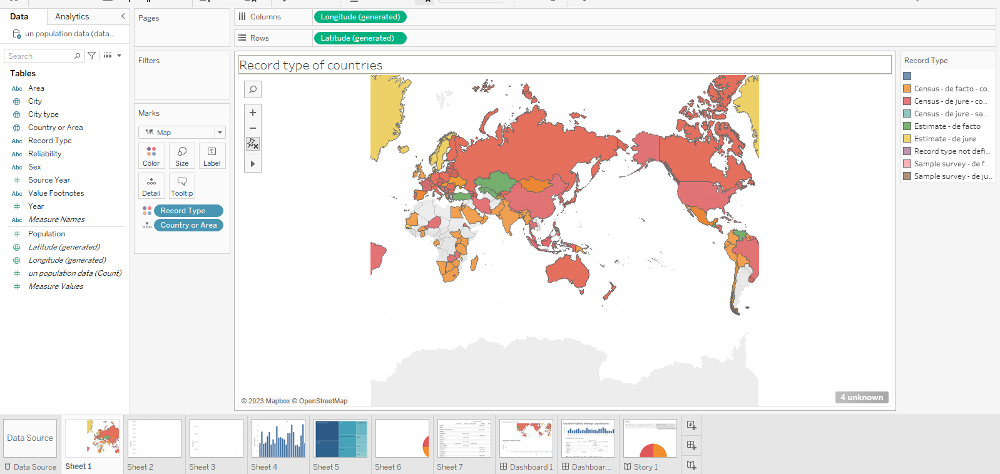 Data
Analytics
un population data (data...
Search
Tables
Abc Area
City
City type
Country or Area
Abc Record Type
Abc Reliability
Abc Sex
Source Year
Abc Value Footnotes
Year
Abc Measure Names
Population
Latitude (generated)
Longitude (generated)
un population data (Count)
Measure Values
Pages
Filters
Marks
Map
Color
Size
Label
Detail
Tooltip
Record Type
Country or Area
Columns
Longitude (generated)
Rows
Latitude (generated)
Record type of countries
© 2023 Mapbox © OpenStreetMap
4 unknown
Record Type
Census - de facto - co..
Census - de jure - co..
Census - de jure - sa..
Estimate - de facto
Estimate - de jure
Record type not defi..
Sample survey - de f..
Sample survey - de ju..
Data Source
city with highest average populations
Data Source
Sheet 1
Sheet 2
Sheet 3
Sheet 4
Sheet 5
Sheet 6
Sheet 7
Dashboard 1
Dashboar...
Story 1